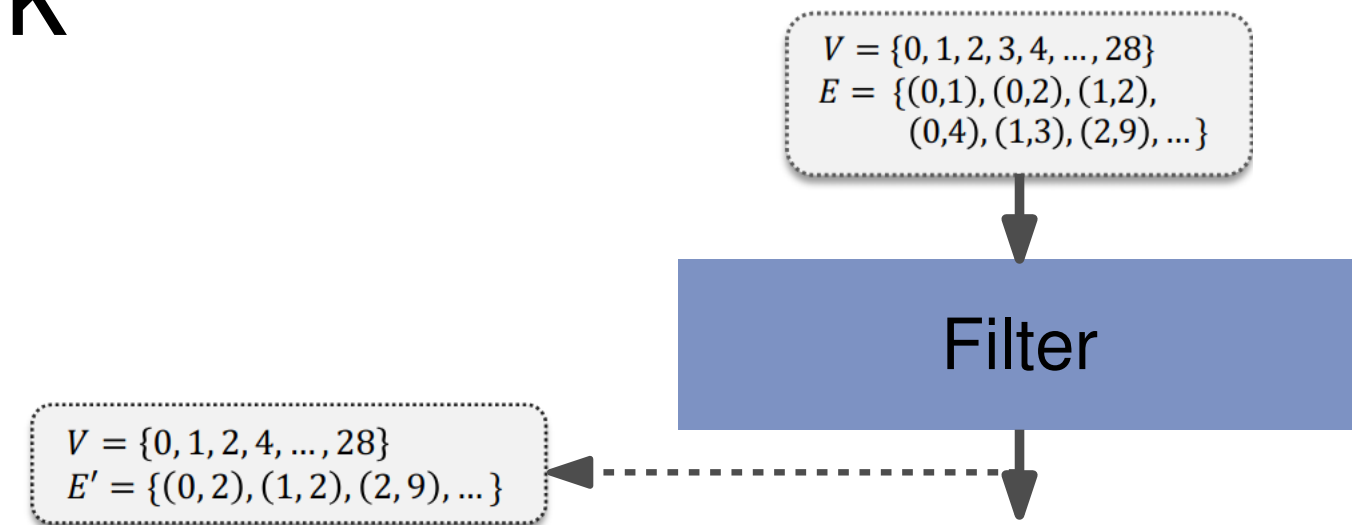 K
V = {0, 1, 2, 3, 4, ..., 28}
E = {(0,1), (0,2), (1,2),
(0,4), (1,3), (2,9), ... }
Filter
V = {0, 1, 2, 4, ..., 28}
E′ = {(0, 2), (1, 2), (2, 9), ... }